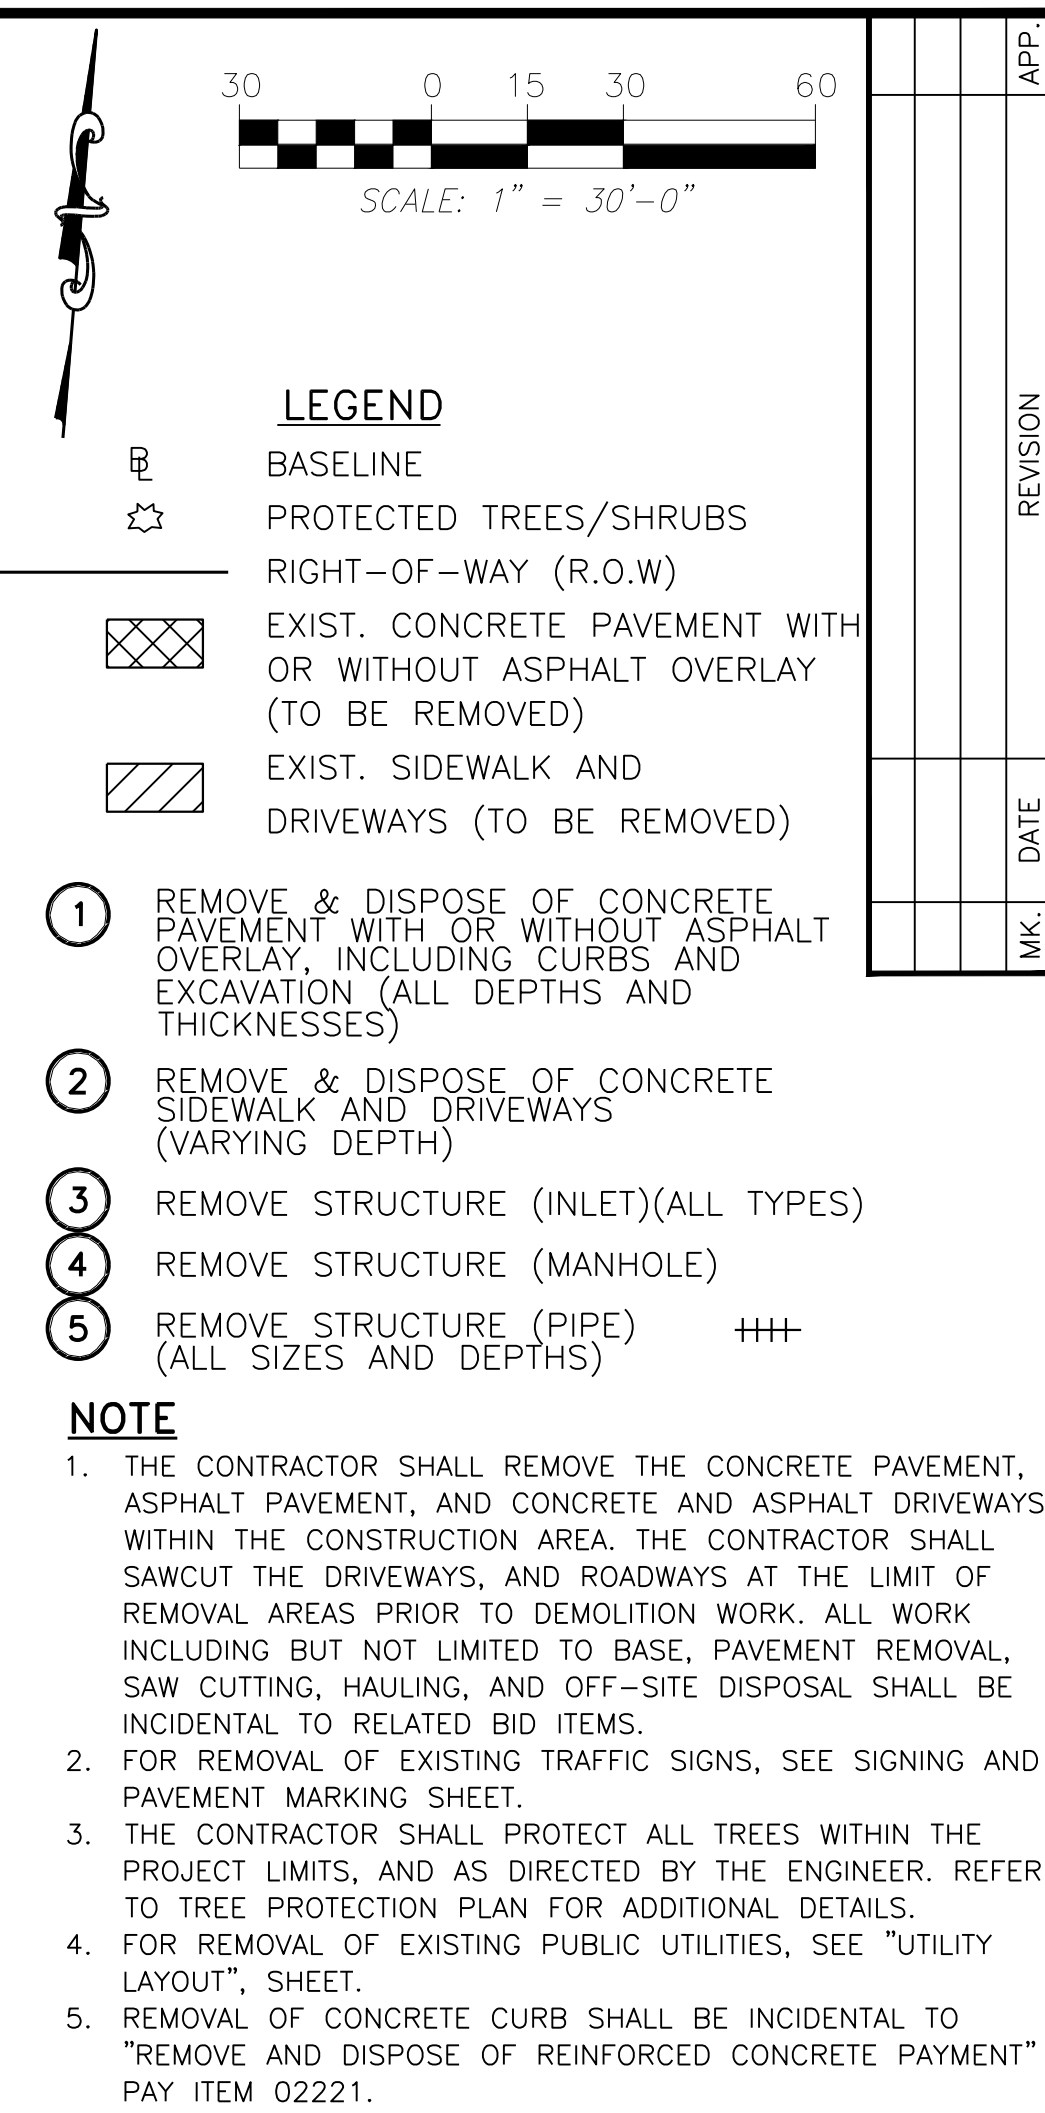 30 0 15 30 60
SCALE: 1" = 30'-0"
APP.
REVISION
DATE
MK.
LEGEND
BL BASELINE
PROTECTED TREES/SHRUBS
RIGHT-OF-WAY (R.O.W)
EXIST. CONCRETE PAVEMENT WITH
OR WITHOUT ASPHALT OVERLAY
(TO BE REMOVED)
EXIST. SIDEWALK AND
DRIVEWAYS (TO BE REMOVED)
1 REMOVE & DISPOSE OF CONCRETE
PAVEMENT WITH OR WITHOUT ASPHALT
OVERLAY, INCLUDING CURBS AND
EXCAVATION (ALL DEPTHS AND
THICKNESSES)
2 REMOVE & DISPOSE OF CONCRETE
SIDEWALK AND DRIVEWAYS
(VARYING DEPTH)
3 REMOVE STRUCTURE (INLET)(ALL TYPES)
4 REMOVE STRUCTURE (MANHOLE)
5 REMOVE STRUCTURE (PIPE)
(ALL SIZES AND DEPTHS)
NOTE
1. THE CONTRACTOR SHALL REMOVE THE CONCRETE PAVEMENT,
ASPHALT PAVEMENT, AND CONCRETE AND ASPHALT DRIVEWAYS
WITHIN THE CONSTRUCTION AREA. THE CONTRACTOR SHALL
SAWCUT THE DRIVEWAYS, AND ROADWAYS AT THE LIMIT OF
REMOVAL AREAS PRIOR TO DEMOLITION WORK. ALL WORK
INCLUDING BUT NOT LIMITED TO BASE, PAVEMENT REMOVAL,
SAW CUTTING, HAULING, AND OFF-SITE DISPOSAL SHALL BE
INCIDENTAL TO RELATED BID ITEMS.
2. FOR REMOVAL OF EXISTING TRAFFIC SIGNS, SEE SIGNING AND
PAVEMENT MARKING SHEET.
3. THE CONTRACTOR SHALL PROTECT ALL TREES WITHIN THE
PROJECT LIMITS, AND AS DIRECTED BY THE ENGINEER. REFER
TO TREE PROTECTION PLAN FOR ADDITIONAL DETAILS.
4. FOR REMOVAL OF EXISTING PUBLIC UTILITIES, SEE "UTILITY
LAYOUT", SHEET.
5. REMOVAL OF CONCRETE CURB SHALL BE INCIDENTAL TO
"REMOVE AND DISPOSE OF REINFORCED CONCRETE PAYMENT"
PAY ITEM 02221.